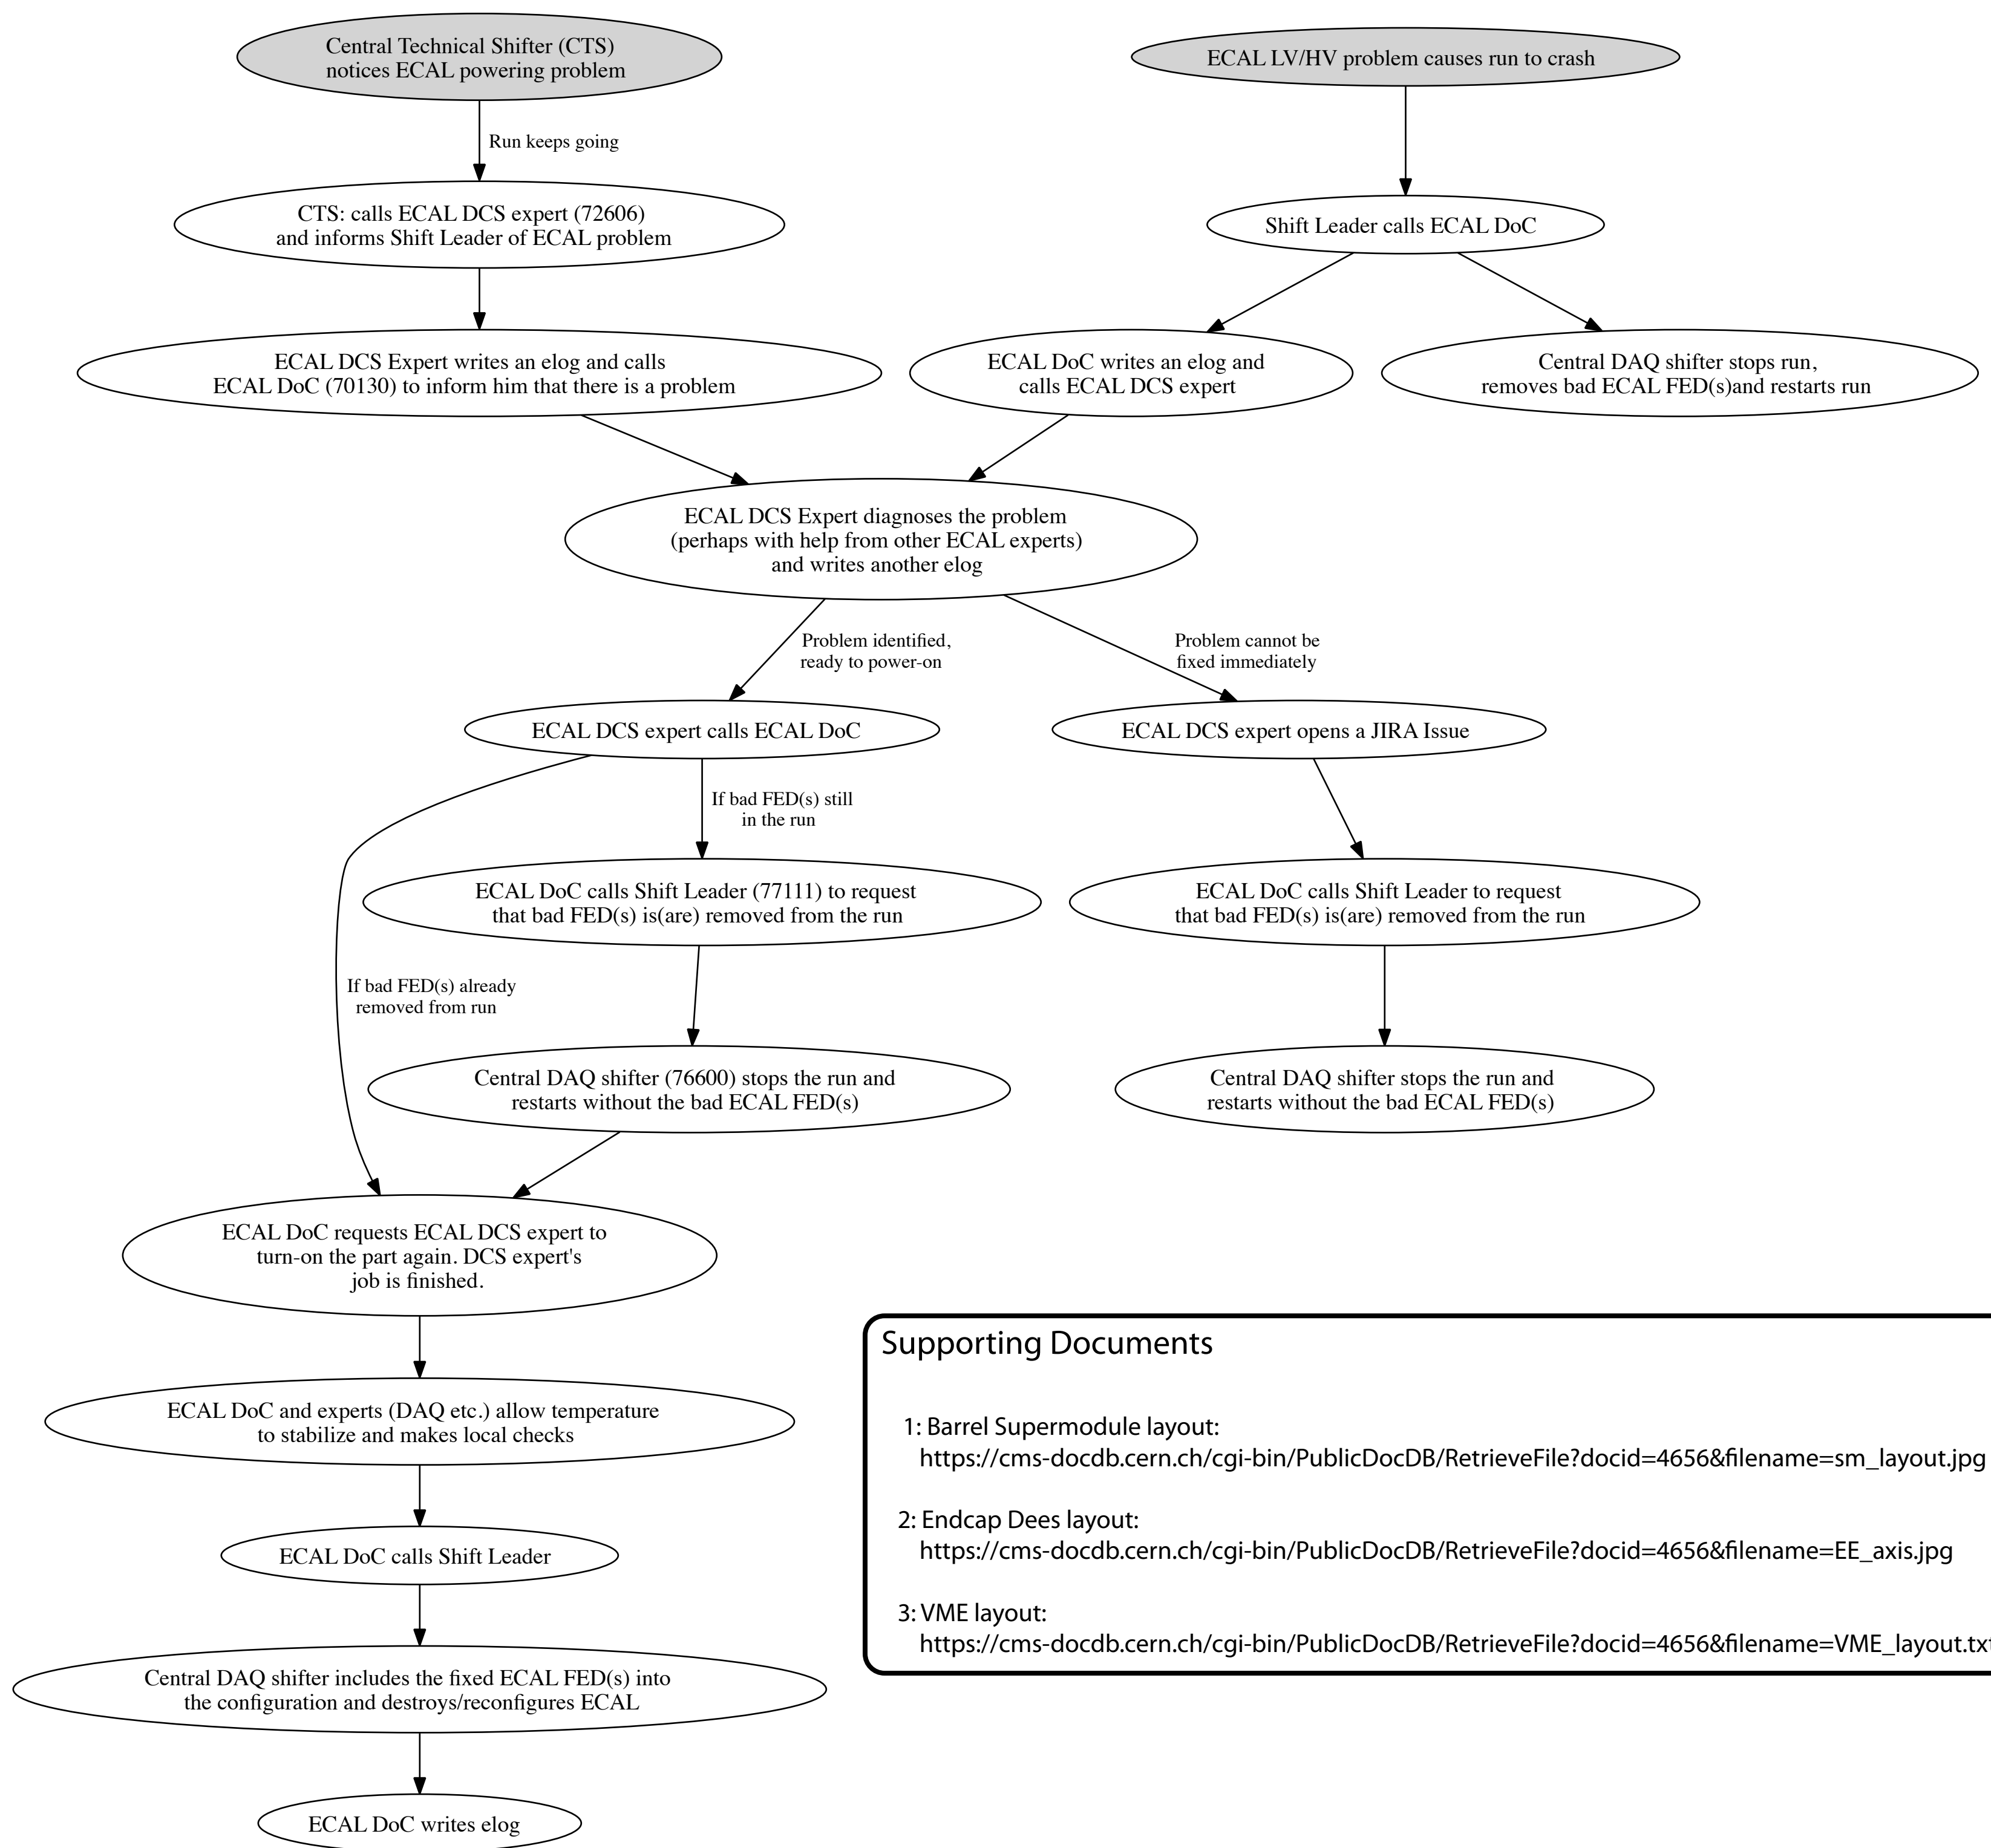 Central Technical Shifter (CTS)
notices ECAL powering problem
ECAL LV/HV problem causes run to crash
Run keeps going
CTS: calls ECAL DCS expert (72606)
and informs Shift Leader of ECAL problem
Shift Leader calls ECAL DoC
ECAL DCS Expert writes an elog and calls
ECAL DoC (70130) to inform him that there is a problem
ECAL DoC writes an elog and
calls ECAL DCS expert
Central DAQ shifter stops run,
removes bad ECAL FED(s)and restarts run
ECAL DCS Expert diagnoses the problem
(perhaps with help from other ECAL experts)
and writes another elog
Problem identified,
ready to power-on
Problem cannot be
fixed immediately
ECAL DCS expert calls ECAL DoC
ECAL DCS expert opens a JIRA Issue
If bad FED(s) still
in the run
ECAL DoC calls Shift Leader (77111) to request
that bad FED(s) is(are) removed from the run
ECAL DoC calls Shift Leader to request
that bad FED(s) is(are) removed from the run
If bad FED(s) already
removed from run
Central DAQ shifter (76600) stops the run and
restarts without the bad ECAL FED(s)
Central DAQ shifter stops the run and
restarts without the bad ECAL FED(s)
ECAL DoC requests ECAL DCS expert to
turn-on the part again. DCS expert's
job is finished.
ECAL DoC and experts (DAQ etc.) allow temperature
to stabilize and makes local checks
ECAL DoC calls Shift Leader
Central DAQ shifter includes the fixed ECAL FED(s) into
the configuration and destroys/reconfigures ECAL
ECAL DoC writes elog
Supporting Documents
1: Barrel Supermodule layout:
https://cms-docdb.cern.ch/cgi-bin/PublicDocDB/RetrieveFile?docid=4656&filename=sm_layout.jpg
2: Endcap Dees layout:
https://cms-docdb.cern.ch/cgi-bin/PublicDocDB/RetrieveFile?docid=4656&filename=EE_axis.jpg
3: VME layout:
https://cms-docdb.cern.ch/cgi-bin/PublicDocDB/RetrieveFile?docid=4656&filename=VME_layout.txt